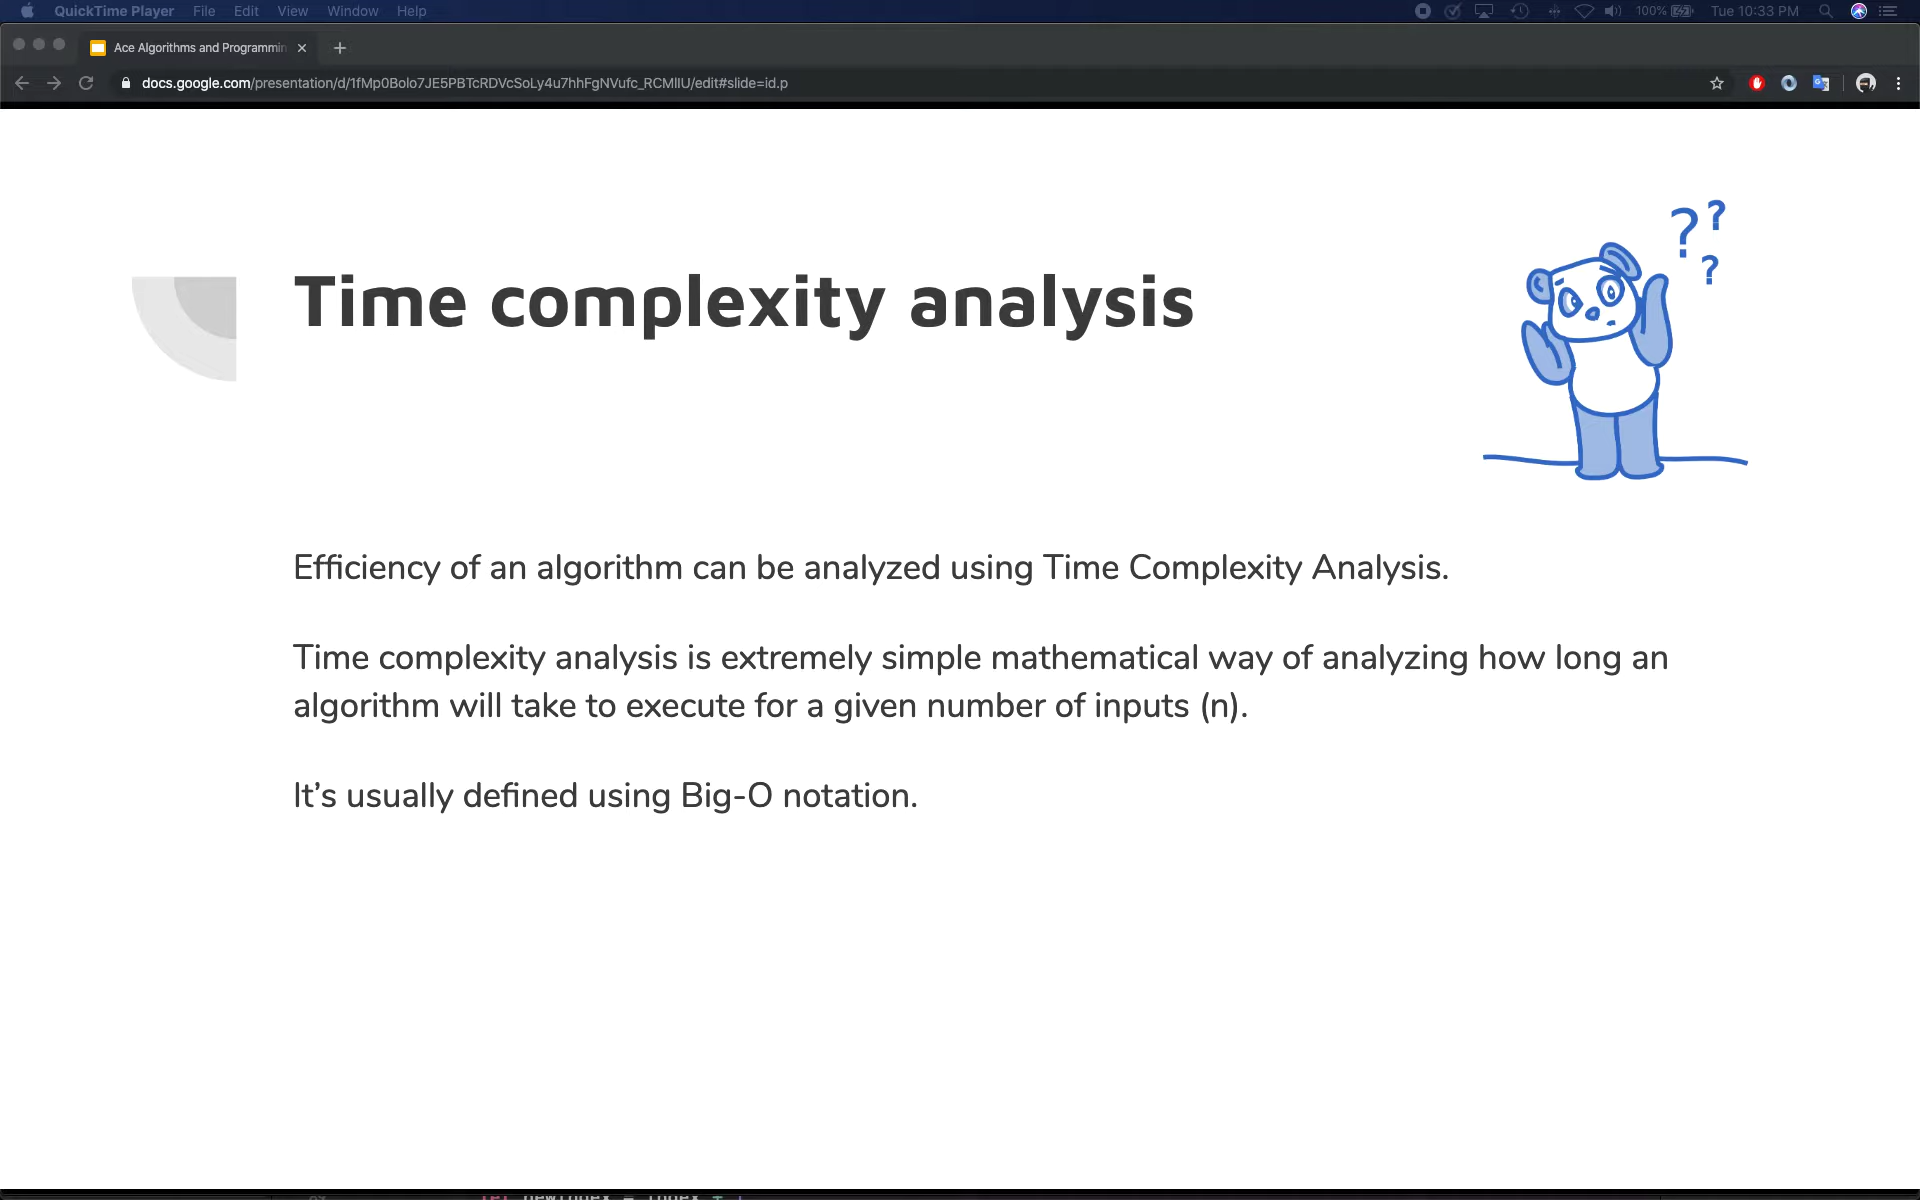 QuickTime Player File Edit View Window Help 100% Tue 10:33 PM
Ace Algorithms and Programmin
docs.google.com/presentation/d/1fMp0Bolo7JE5PBTcRDVcSoLy4u7hhFgNVufc_RCMlIU/edit#slide=id.p
? ?
?
Time complexity analysis
Efficiency of an algorithm can be analyzed using Time Complexity Analysis.
Time complexity analysis is extremely simple mathematical way of analyzing how long an
algorithm will take to execute for a given number of inputs (n).
It's usually defined using Big-O notation.